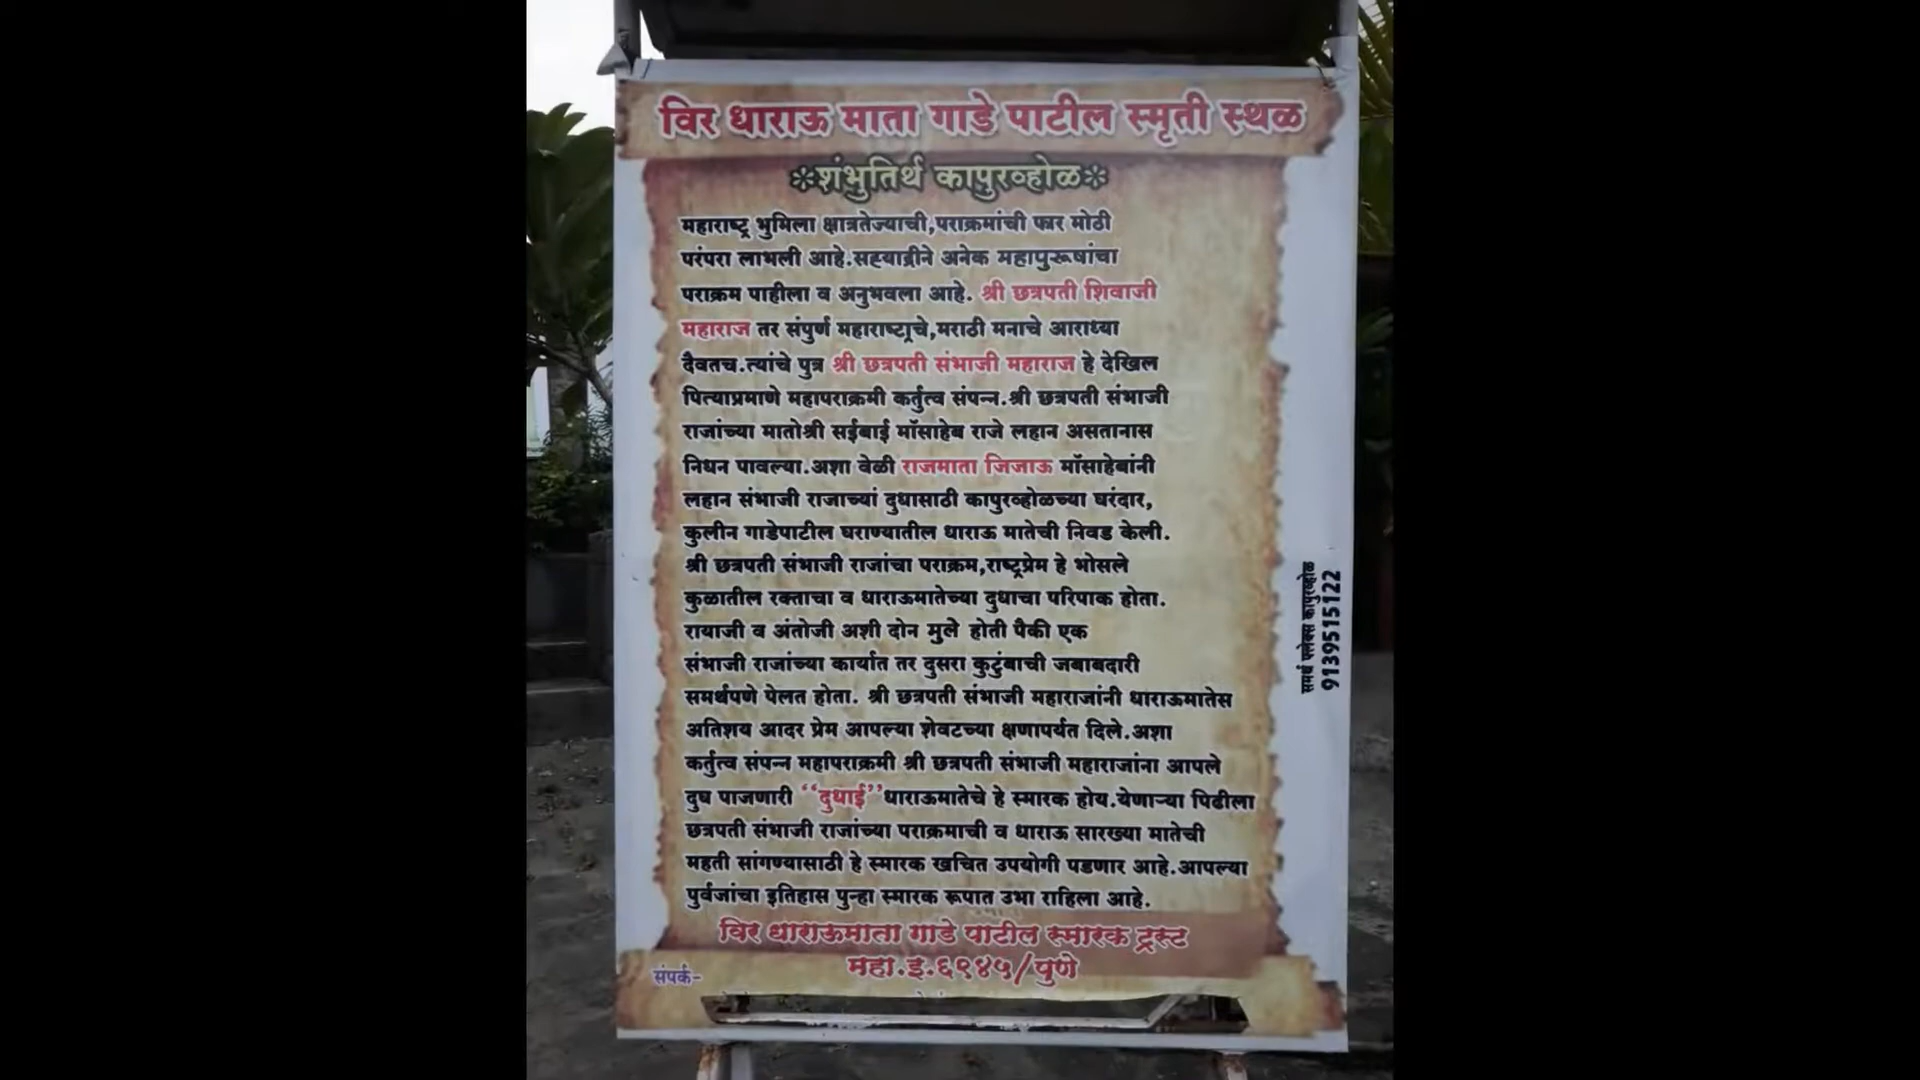 विर धाराऊ माता गाडे पाटील स्मृती स्थळ
शंभुतिर्थ कापुरव्होळ
महाराष्ट्र भुमिला क्षात्रतेज्याची,पराक्रमांची फार मोठी
परंपरा लाभली आहे.सह्याद्रीने अनेक महापुरूषांचा
पराक्रम पाहीला व अनुभवला आहे. श्री छत्रपती शिवाजी
महाराज तर संपुर्ण महाराष्ट्राचे,मराठी मनाचे आराध्या
दैवतच.त्यांचे पुत्र श्री छत्रपती संभाजी महाराज हे देखिल
पित्याप्रमाणे महापराक्रमी कर्तुत्व संपन्न.श्री छत्रपती संभाजी
राजांच्या मातोश्री सईबाई मॉसाहेब राजे लहान असतानास
निधन पावल्या.अशा वेळी राजमाता जिजाऊ मॉसाहेबांनी
लहान संभाजी राजाच्यां दुधासाठी कापुरव्होळच्या घरंदार,
कुलीन गाडेपाटील घराण्यातील धाराऊ मातेची निवड केली.
श्री छत्रपती संभाजी राजांचा पराक्रम,राष्ट्रप्रेम हे भोसले
कुळातील रक्ताचा व धाराऊमातेच्या दुधाचा परिपाक होता.
रायाजी व अंतोजी अशी दोन मुले होती पैकी एक
संभाजी राजांच्या कार्यात तर दुसरा कुटुंबाची जबाबदारी
समर्थपणे पेलत होता. श्री छत्रपती संभाजी महाराजांनी धाराऊमातेस
अतिशय आदर प्रेम आपल्या शेवटच्या क्षणापर्यत दिले.अशा
कर्तुत्व संपन्न महापराक्रमी श्री छत्रपती संभाजी महाराजांना आपले
दुध पाजणारी "दुधाई"धाराऊमातेचे हे स्मारक होय.येणाऱ्या पिढीला
छत्रपती संभाजी राजांच्या पराक्रमाची व धाराऊ सारख्या मातेची
महती सांगण्यासाठी हे स्मारक खचित उपयोगी पडणार आहे.आपल्या
पुर्वजांचा इतिहास पुन्हा स्मारक रूपात उभा राहिला आहे.
विर धाराऊमाता गाडे पाटील स्मारक ट्रस्ट
महा.इ.६९४५/पुणे
संपर्क-
समर्थ फ्लेक्स कापुरव्होळ
9139515122